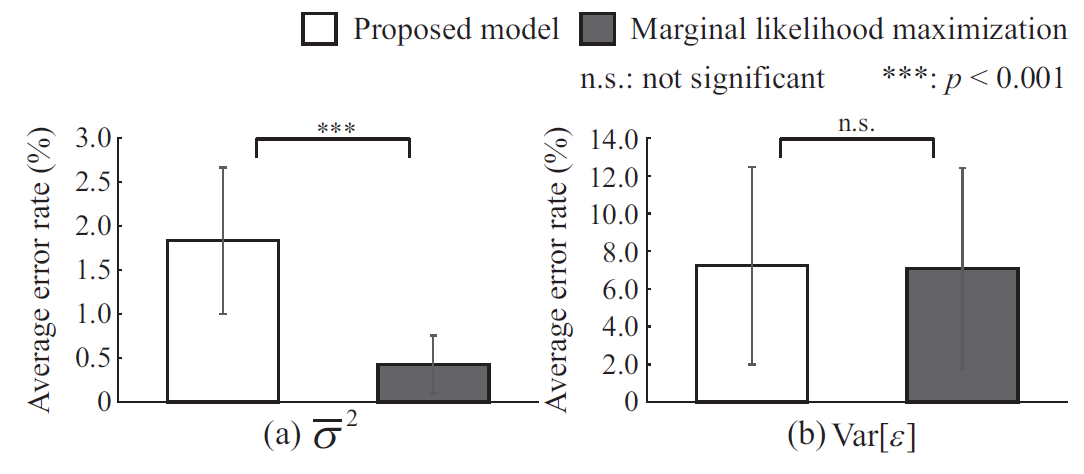 Proposed model Marginal likelihood maximization
n.s.: not significant ***: p < 0.001
Average error rate (%)
3.0
2.5
2.0
1.5
1.0
0.5
0
***
(a) σ̅²
Average error rate (%)
14.0
12.0
10.0
8.0
6.0
4.0
2.0
0
n.s.
(b) Var[ε]